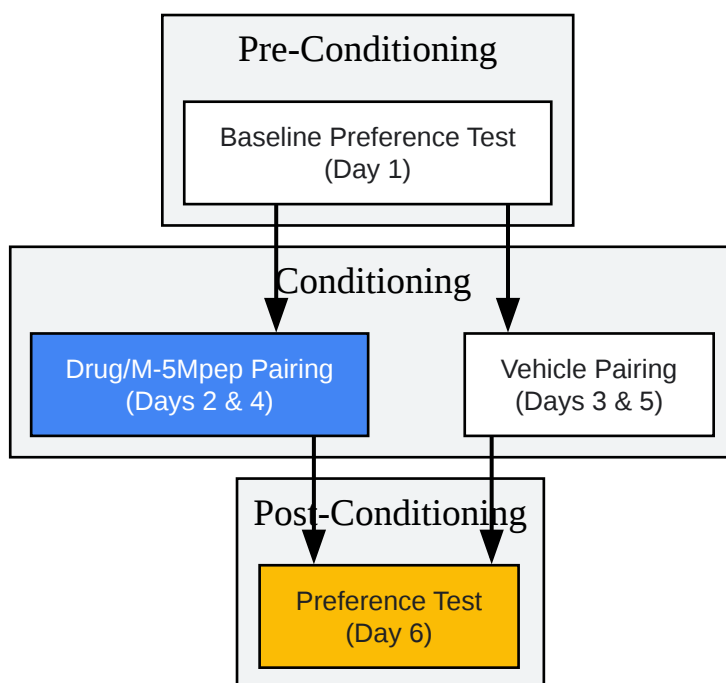 Pre-Conditioning
Baseline Preference Test
(Day 1)
Conditioning
Drug/M-5Mpep Pairing
(Days 2 & 4)
Vehicle Pairing
(Days 3 & 5)
Post-Conditioning
Preference Test
(Day 6)